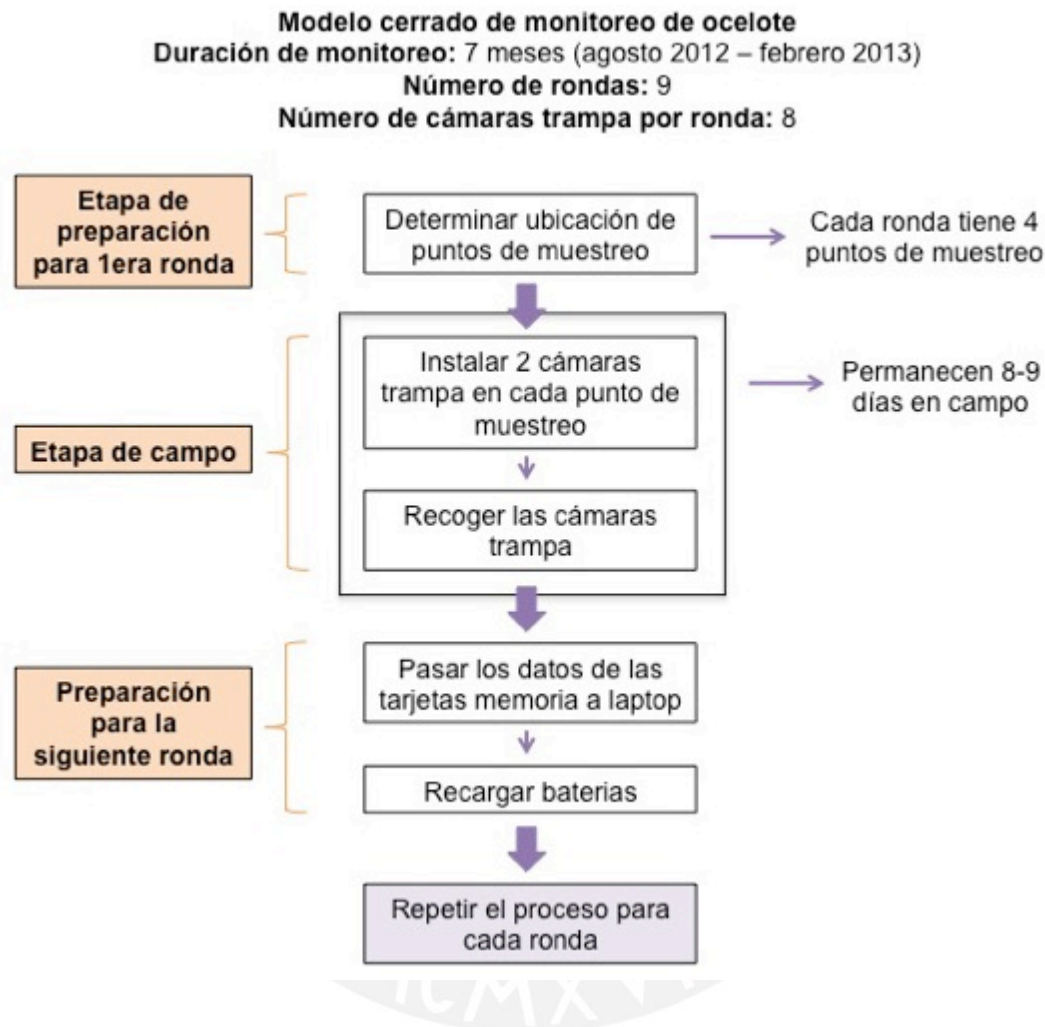 Modelo cerrado de monitoreo de ocelote
Duración de monitoreo: 7 meses (agosto 2012 – febrero 2013)
Número de rondas: 9
Número de cámaras trampa por ronda: 8
Etapa de
preparación
para 1era ronda
Determinar ubicación de
puntos de muestreo
Cada ronda tiene 4
puntos de muestreo
Etapa de campo
Instalar 2 cámaras
trampa en cada punto de
muestreo
Permanecen 8-9
días en campo
Recoger las cámaras
trampa
Preparación
para la
siguiente ronda
Pasar los datos de las
tarjetas memoria a laptop
Recargar baterias
Repetir el proceso para
cada ronda